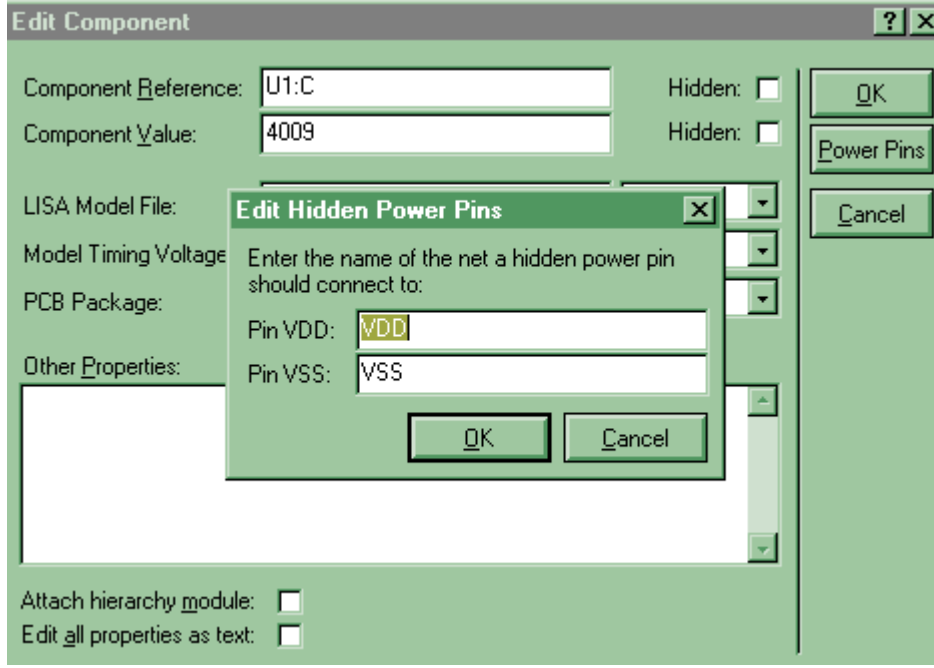 Edit Component
?
Component Reference: U1:C Hidden: OK
Component Value: 4009 Hidden:
Power Pins
LISA Model File:
Cancel
Model Timing Voltage
PCB Package:
Other Properties:
Edit Hidden Power Pins
Enter the name of the net a hidden power pin
should connect to:
Pin VDD: VDD
Pin VSS: VSS
OK Cancel
Attach hierarchy module:
Edit all properties as text: